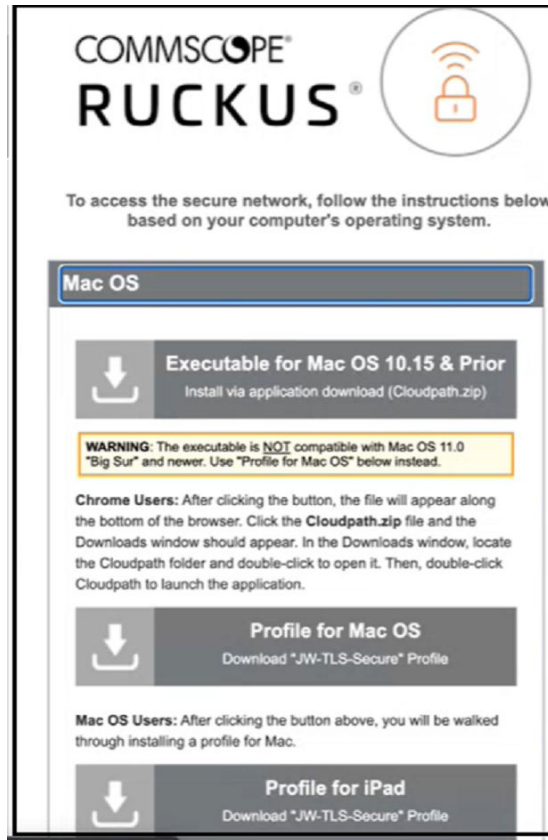 COMMSCOPE®
RUCKUS®
To access the secure network, follow the instructions below
based on your computer's operating system.
Mac OS
Executable for Mac OS 10.15 & Prior
Install via application download (Cloudpath.zip)
WARNING: The executable is NOT compatible with Mac OS 11.0
"Big Sur" and newer. Use "Profile for Mac OS" below instead.
Chrome Users: After clicking the button, the file will appear along
the bottom of the browser. Click the Cloudpath.zip file and the
Downloads window should appear. In the Downloads window, locate
the Cloudpath folder and double-click to open it. Then, double-click
Cloudpath to launch the application.
Profile for Mac OS
Download "JW-TLS-Secure" Profile
Mac OS Users: After clicking the button above, you will be walked
through installing a profile for Mac.
Profile for iPad
Download "JW-TLS-Secure" Profile